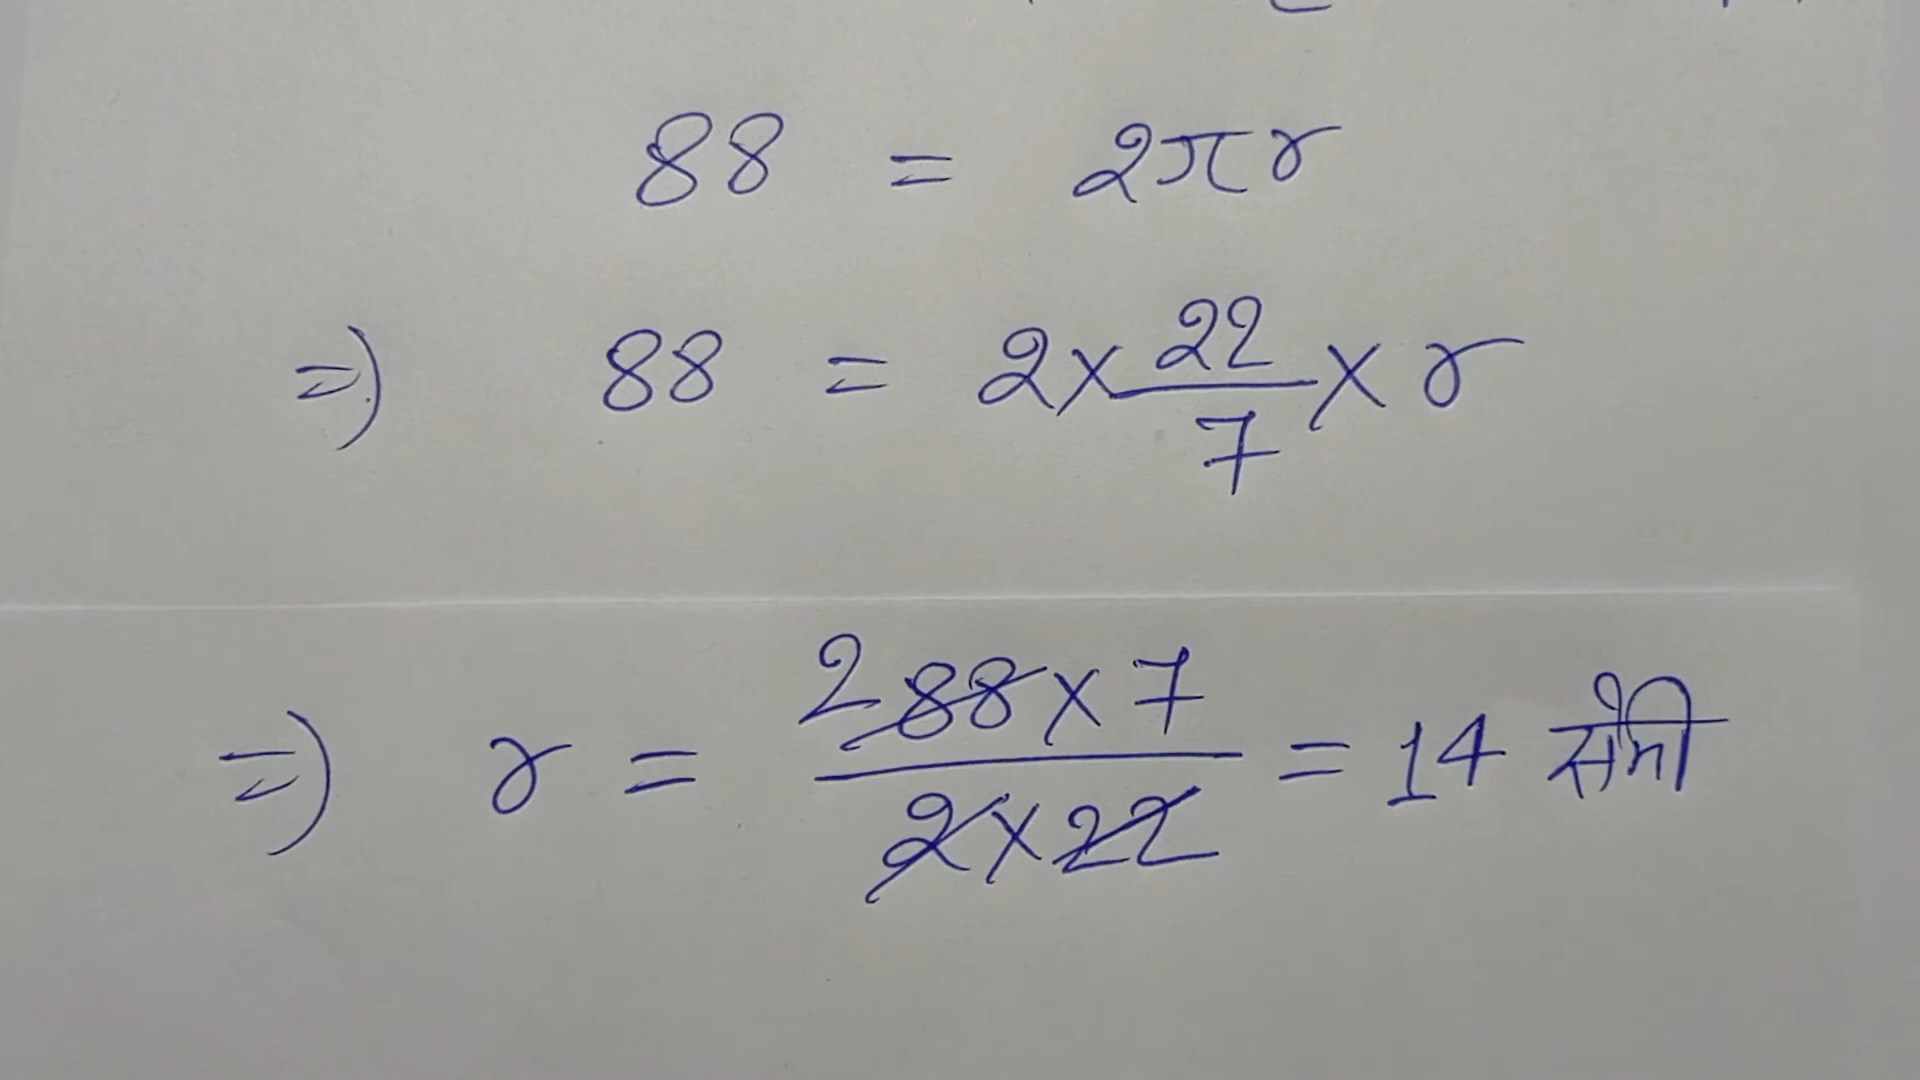 88 = 2πr
=) 88 = 2 × 22/7 × r
=) r = 2 88 × 7 / 2 × 22 = 14 सेमी